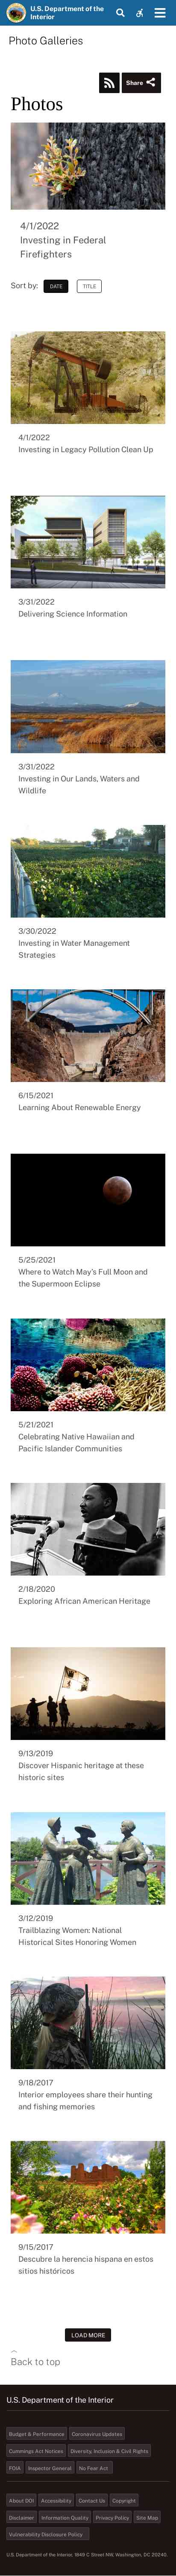 U.S. Department of the
Interior
Photo Galleries
Share
Photos
4/1/2022
Investing in Federal
Firefighters
Sort by:
DATE
TITLE
4/1/2022
Investing in Legacy Pollution Clean Up
3/31/2022
Delivering Science Information
3/31/2022
Investing in Our Lands, Waters and
Wildlife
3/30/2022
Investing in Water Management
Strategies
6/15/2021
Learning About Renewable Energy
5/25/2021
Where to Watch May's Full Moon and
the Supermoon Eclipse
5/21/2021
Celebrating Native Hawaiian and
Pacific Islander Communities
2/18/2020
Exploring African American Heritage
9/13/2019
Discover Hispanic heritage at these
historic sites
3/12/2019
Trailblazing Women: National
Historical Sites Honoring Women
9/18/2017
Interior employees share their hunting
and fishing memories
9/15/2017
Descubre la herencia hispana en estos
sitios históricos
LOAD MORE
Back to top
U.S. Department of the Interior
Budget & Performance
Coronavirus Updates
Cummings Act Notices
Diversity, Inclusion & Civil Rights
FOIA
Inspector General
No Fear Act
About DOI
Accessibility
Contact Us
Copyright
Disclaimer
Information Quality
Privacy Policy
Site Map
Vulnerability Disclosure Policy
U.S. Department of the Interior, 1849 C Street NW, Washington, DC 20240.